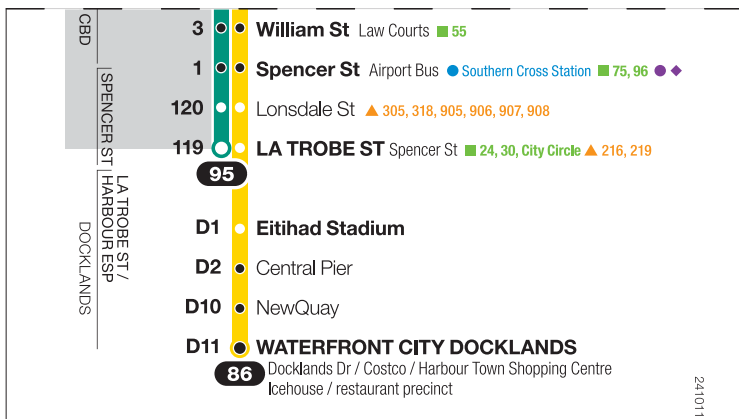 CBD
SPENCER ST
LA TROBE ST /
HARBOUR ESP
DOCKLANDS
3 William St Law Courts 55
1 Spencer St Airport Bus Southern Cross Station 75, 96
120 Lonsdale St 305, 318, 905, 906, 907, 908
119 LA TROBE ST Spencer St 24, 30, City Circle 216, 219
95
D1 Eitihad Stadium
D2 Central Pier
D10 NewQuay
D11 WATERFRONT CITY DOCKLANDS
86 Docklands Dr / Costco / Harbour Town Shopping Centre
Icehouse / restaurant precinct
241011